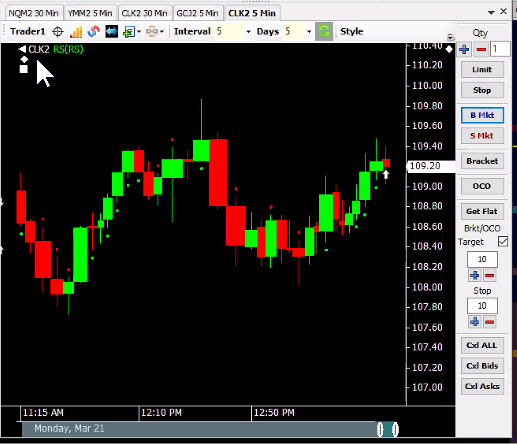 NQM2 30 Min YMM2 5 Min CLK2 30 Min GCJ2 5 Min CLK2 5 Min
Trader1 Interval 5 Days 5 Style
CLK2 RS(RS)
110.40
110.20
110.00
109.80
109.60
109.40
109.20
109.00
108.80
108.60
108.40
108.20
108.00
107.80
107.60
107.40
107.20
107.00
11:15 AM 12:10 PM 12:50 PM
Monday, Mar 21
Qty
1
Limit
Stop
B Mkt
S Mkt
Bracket
OCO
Get Flat
Brkt/OCO
Target
10
Stop
10
Cxl ALL
Cxl Bids
Cxl Asks